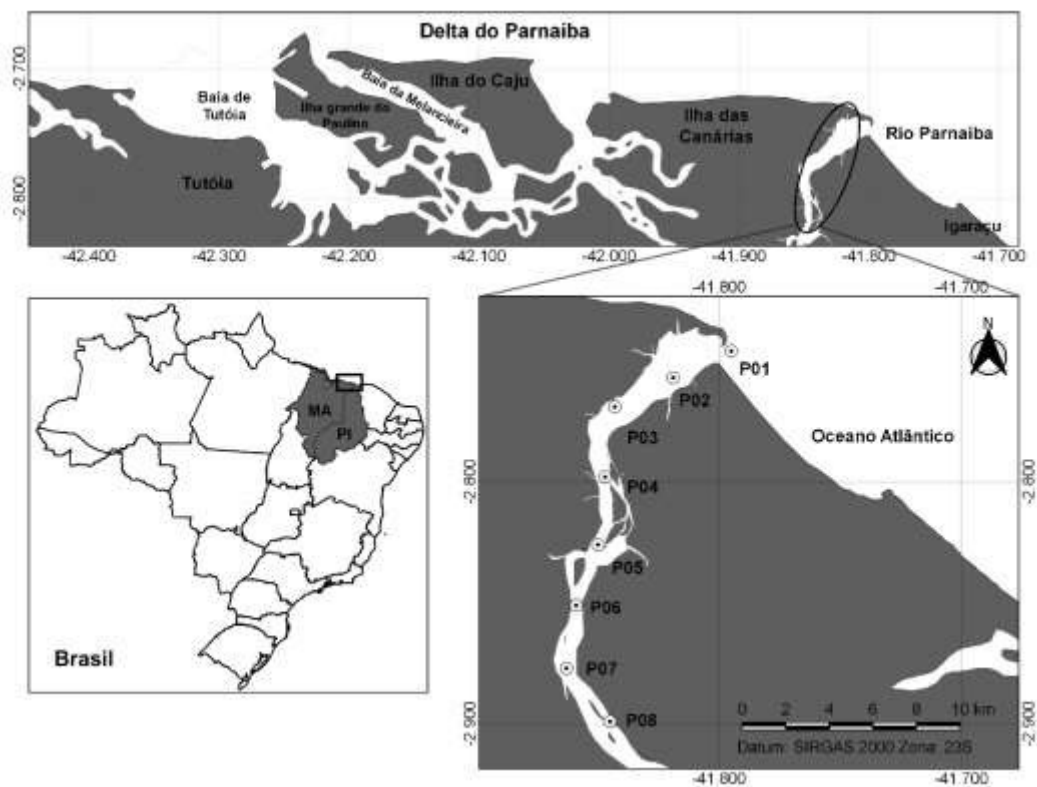 Delta do Parnaiba
-2.700
Ilha do Caju
Baia da Melancieira
Baia de
Tutóia
Ilha grande do
Paulino
Ilha das
Canárias
Rio Parnaiba
Tutóia
-2.800
Igaraçu
-42.400
-42.300
-42.200
-42.100
-42.000
-41.900
-41.800
-41.700
-41.800
-41.700
N
P01
P02
MA
PI
P03
Oceano Atlântico
-2.800
P04
-2.800
P05
P06
Brasil
P07
0 2 4 6 8 10 km
P08
-2.900
-2.900
Datum: SIRGAS 2000 Zona: 23S
-41.800
-41.700